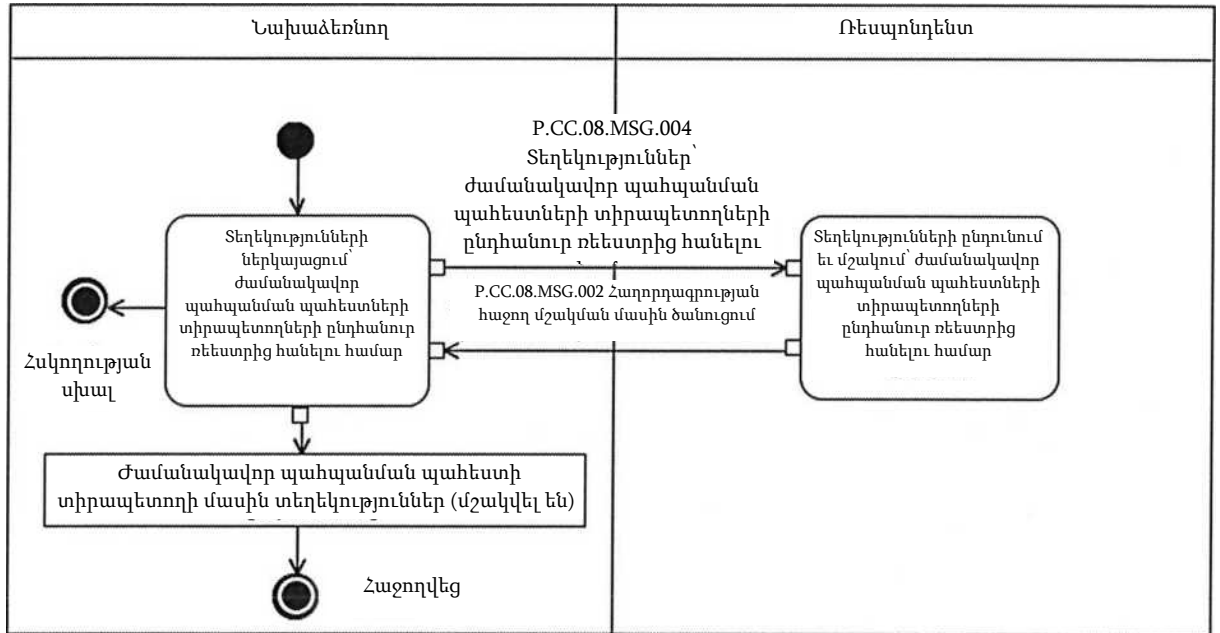 Նախաձեռնող
Ռեսպոնդենտ
P.CC.08.MSG.004
Տեղեկություններ՝
ժամանակավոր պահպանման
պահեստների տիրապետողների
ընդհանուր ռեեստրից հանելու
Տեղեկությունների
ներկայացում՝
ժամանակավոր
պահպանման պահեստների
տիրապետողների ընդհանուր
ռեեստրից հանելու համար
Տեղեկությունների ընդունում
եւ մշակում՝ ժամանակավոր
պահպանման պահեստների
տիրապետողների
ընդհանուր ռեեստրից
հանելու համար
P.CC.08.MSG.002 Հաղորդագրության
հաջող մշակման մասին ծանուցում
Հսկողության
սխալ
Ժամանակավոր պահպանման պահեստի
տիրապետողի մասին տեղեկություններ (մշակվել են)
Հաջողվեց